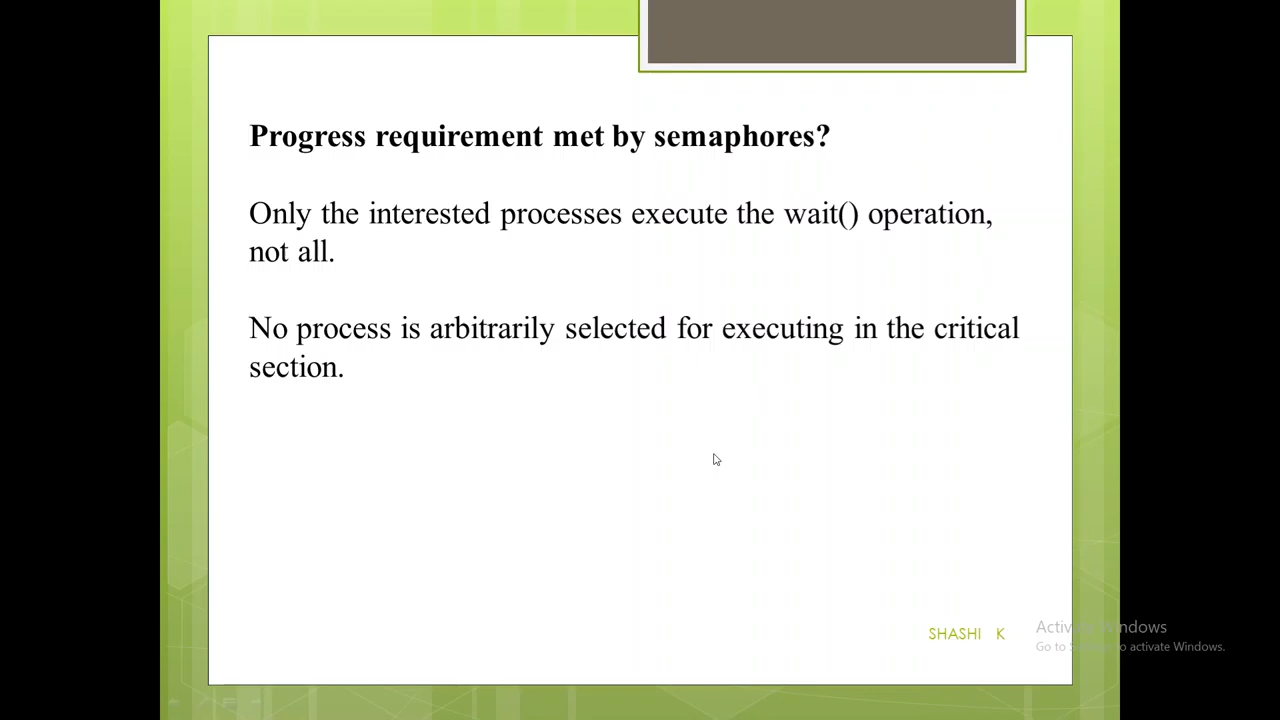 Progress requirement met by semaphores?
Only the interested processes execute the wait() operation,
not all.
No process is arbitrarily selected for executing in the critical
section.
SHASHI K
Activate Windows
Go to to activate Windows.